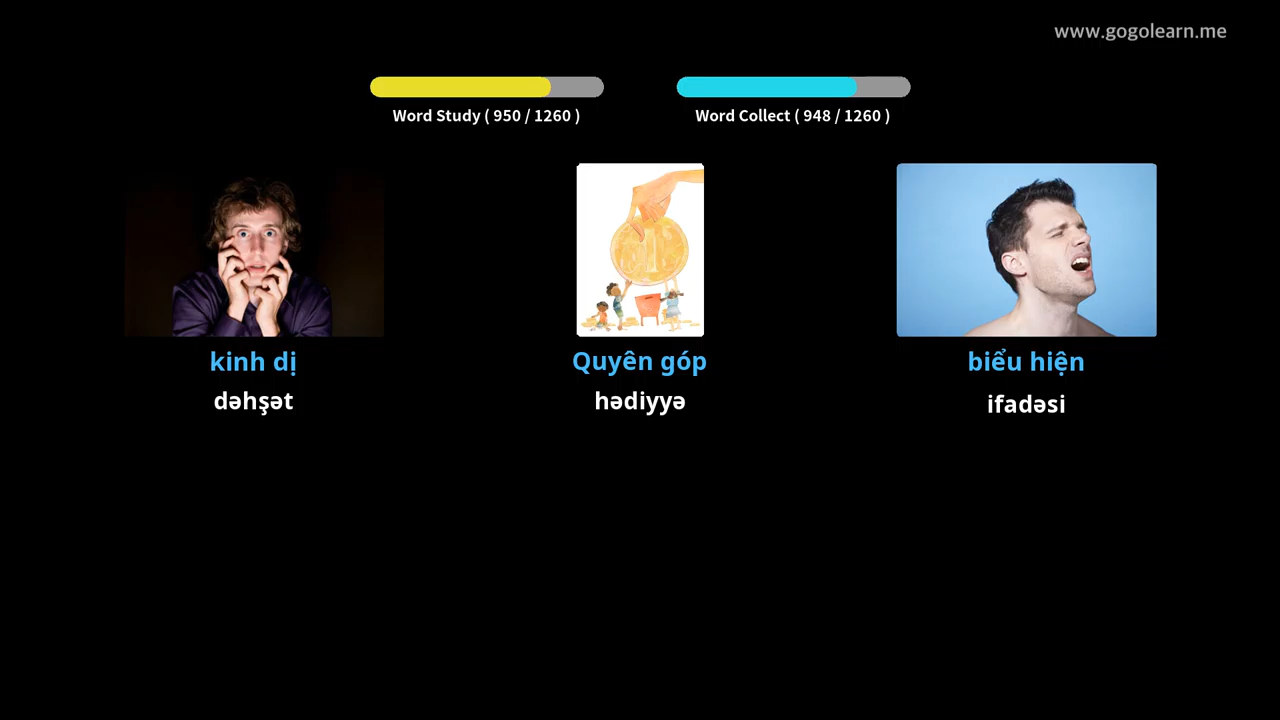 www.gogolearn.me
Word Study ( 950 / 1260 )
Word Collect ( 948 / 1260 )
kinh dị
Quyên góp
biểu hiện
dəhşət
hədiyyə
ifadəsi